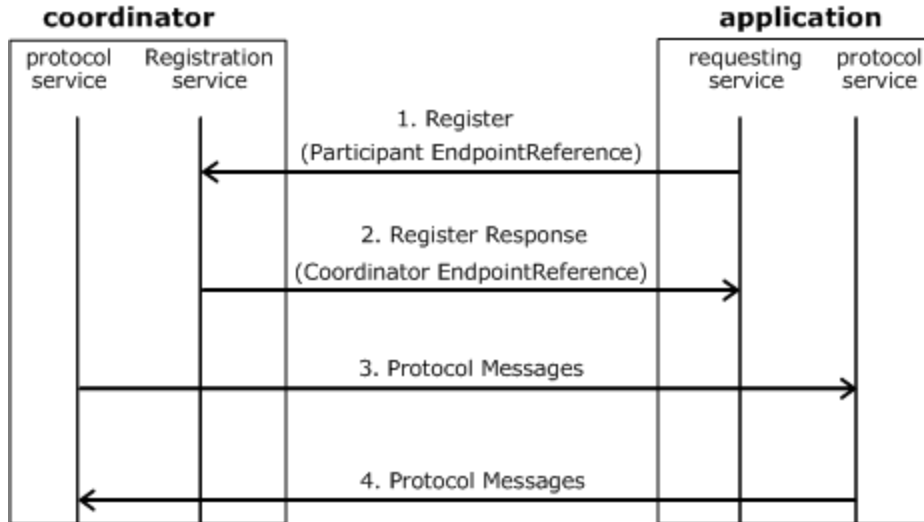 coordinator
application
protocol
service
Registration
service
requesting
service
protocol
service
1. Register
(Participant EndpointReference)
2. Register Response
(Coordinator EndpointReference)
3. Protocol Messages
4. Protocol Messages